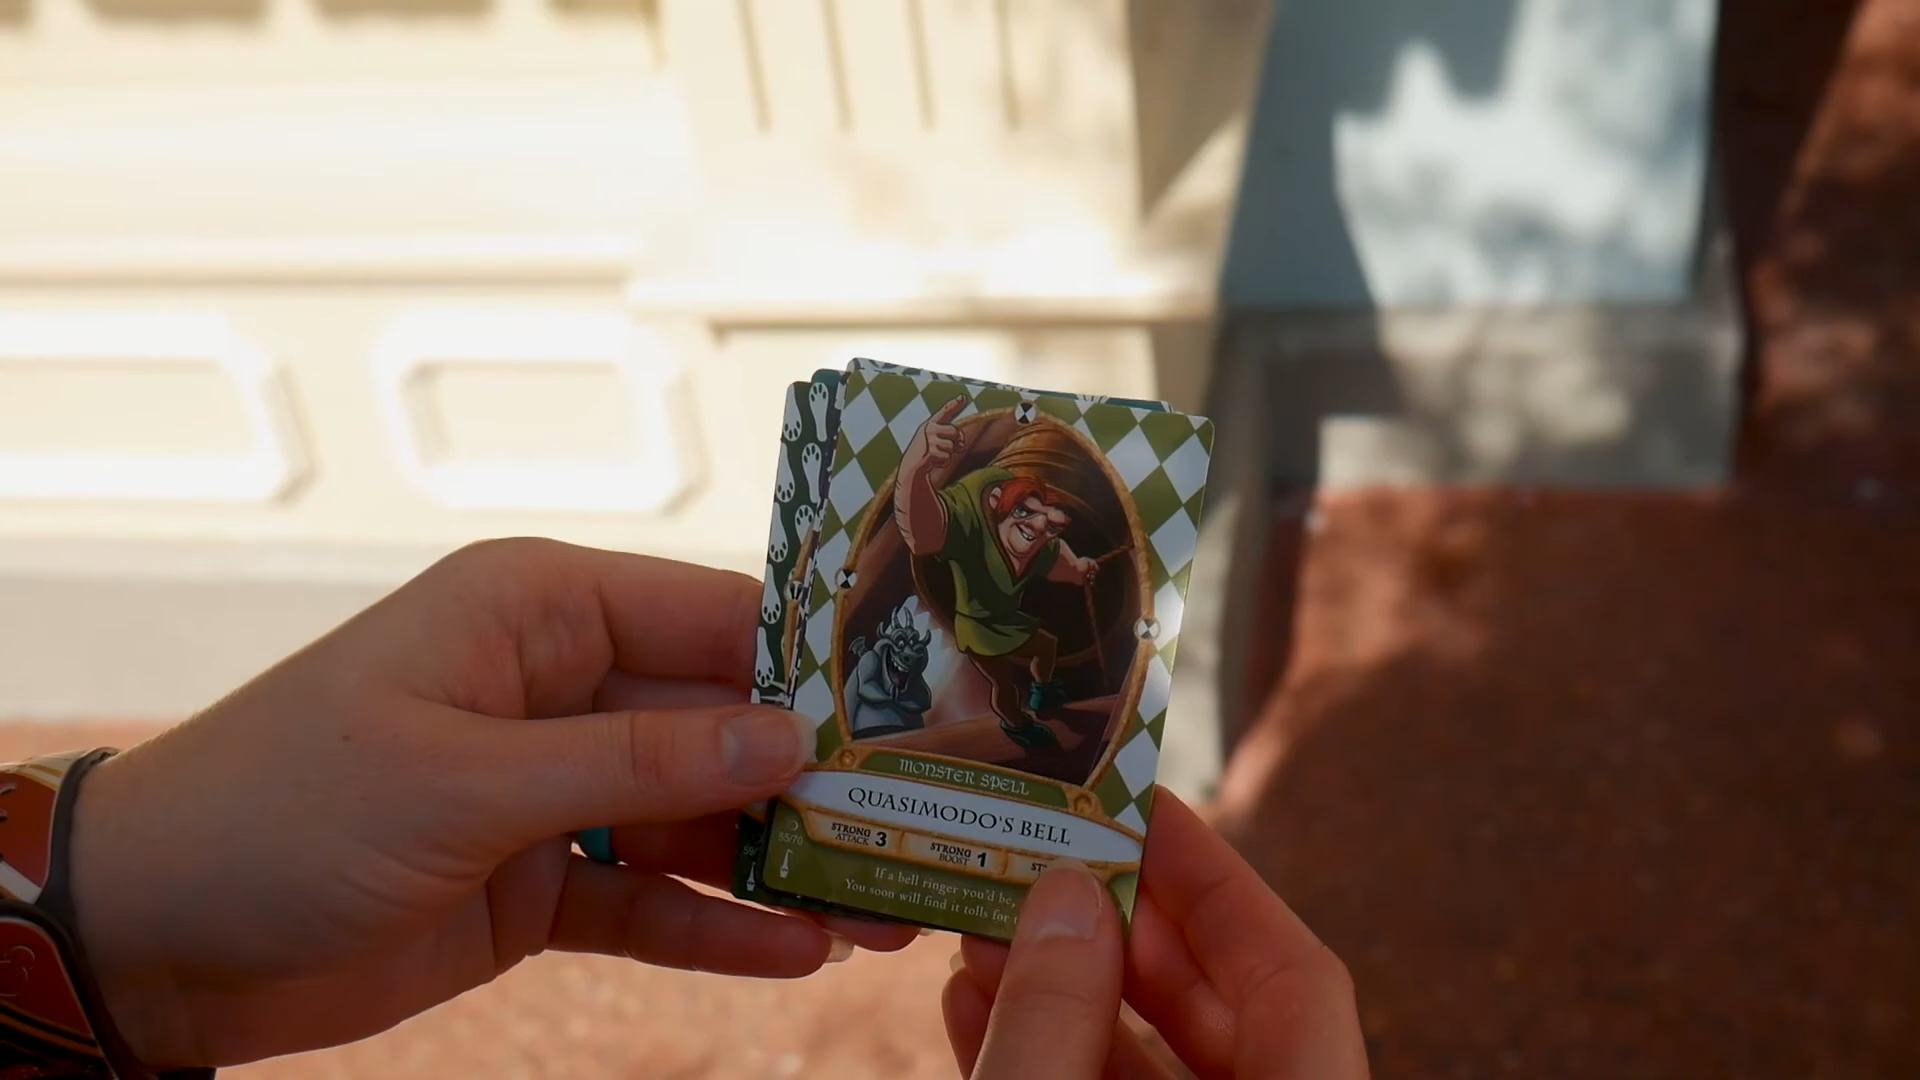 MONSTER SPELL
QUASIMODO'S BELL
STRONG ATTACK 3
STRONG BOOST 1
55/70
If a bell ringer you'd be,
You soon will find it tolls for